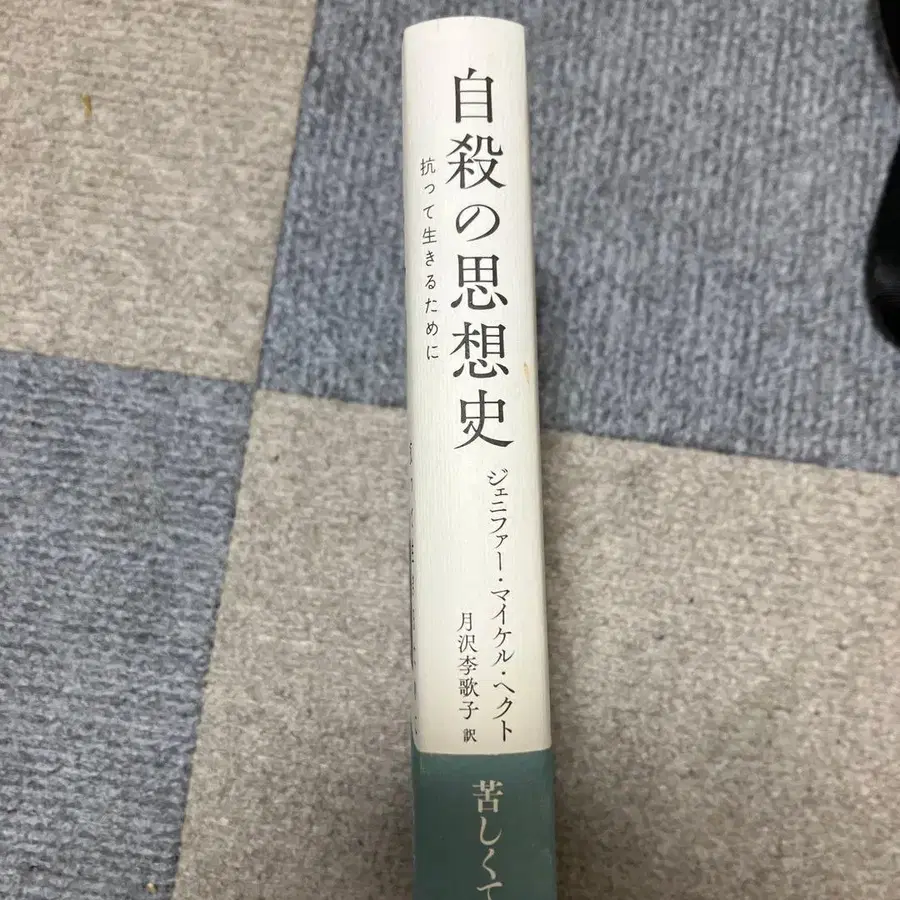 自殺の思想史
抗って生きるために
ジェニファー・マイケル・ヘクト
月沢李歌子 訳
苦しくて